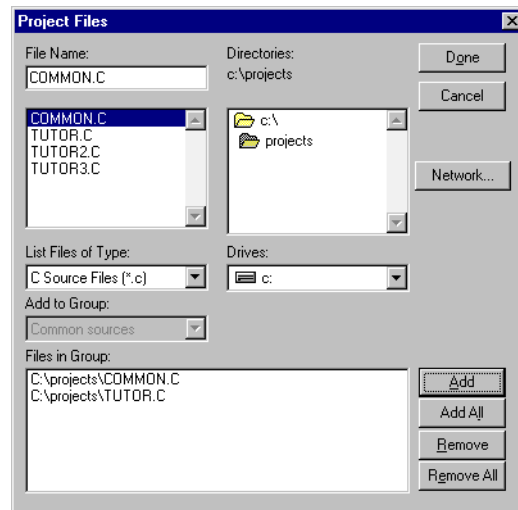 Project Files
File Name:
COMMON.C
COMMON.C
TUTOR.C
TUTOR2.C
TUTOR3.C
Directories:
c:\projects
c:\
projects
Done
Cancel
Network...
List Files of Type:
C Source Files (*.c)
Drives:
c:
Add to Group:
Common sources
Files in Group:
C:\projects\COMMON.C
C:\projects\TUTOR.C
Add
Add All
Remove
Remove All